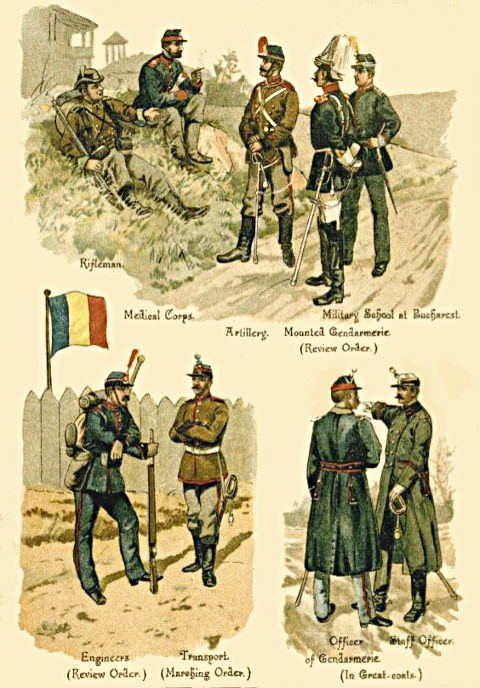 Rifleman.
Medical Corps.
Military School at Bucharest.
Artillery.
Mounted Gendarmerie.
(Review Order.)
Engineers
(Review Order.)
Transport.
(Marching Order.)
Officer
of Gendarmerie.
Staff Officer.
(In Great-coats.)